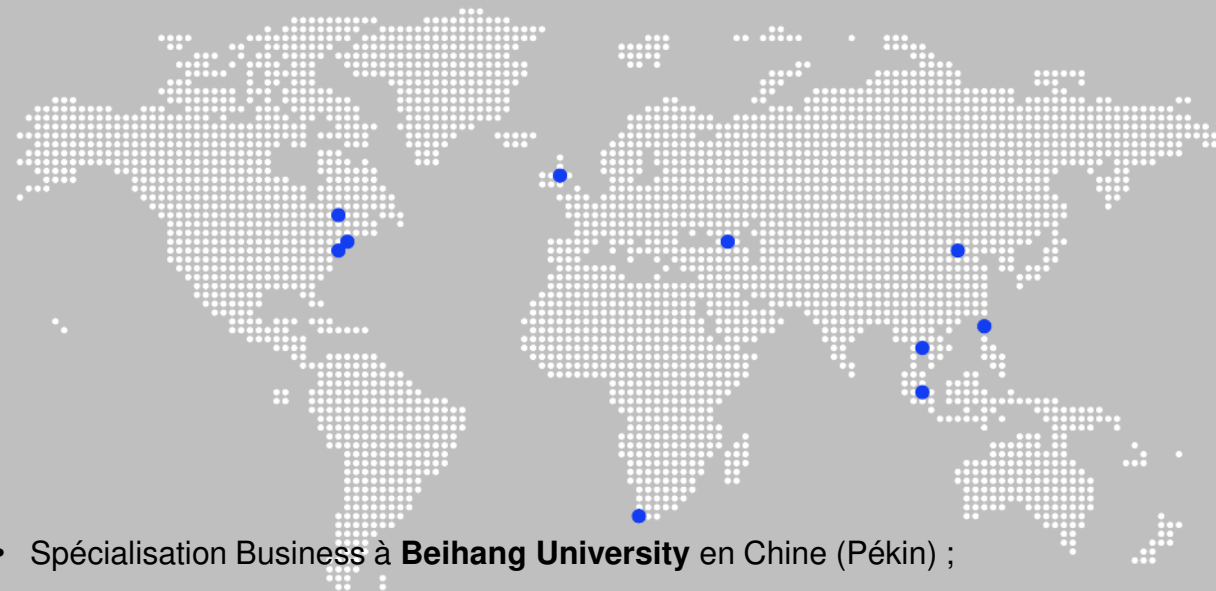 • Spécialisation Business à Beihang University en Chine (Pékin) ;